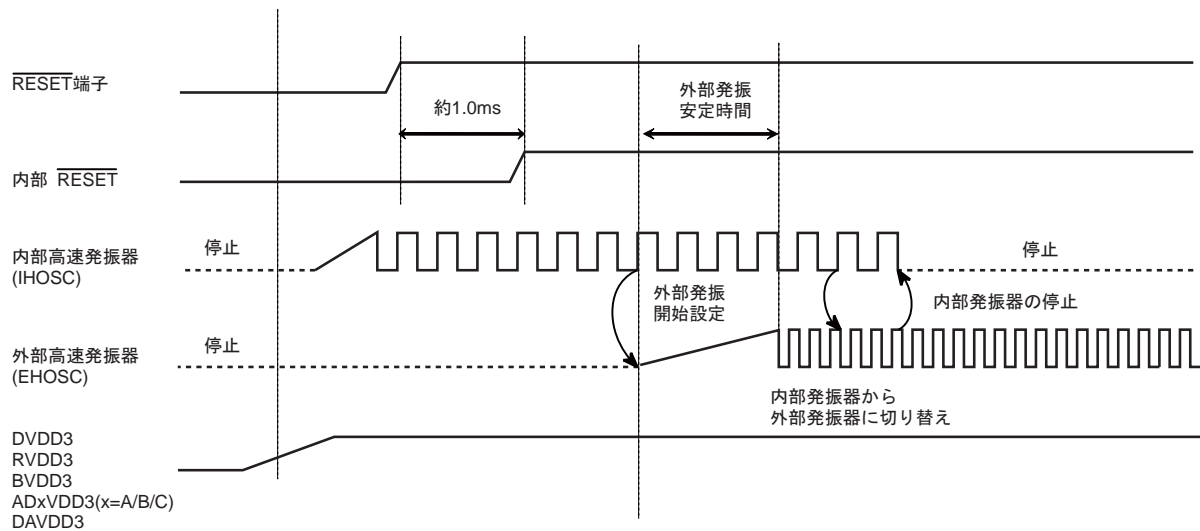 RESET端子
約1.0ms
外部発振
安定時間
内部 RESET
内部高速発振器
(IHOSC)
停止
停止
外部発振
開始設定
内部発振器の停止
外部高速発振器
(EHOSC)
停止
内部発振器から
外部発振器に切り替え
DVDD3
RVDD3
BVDD3
ADxVDD3(x=A/B/C)
DAVDD3